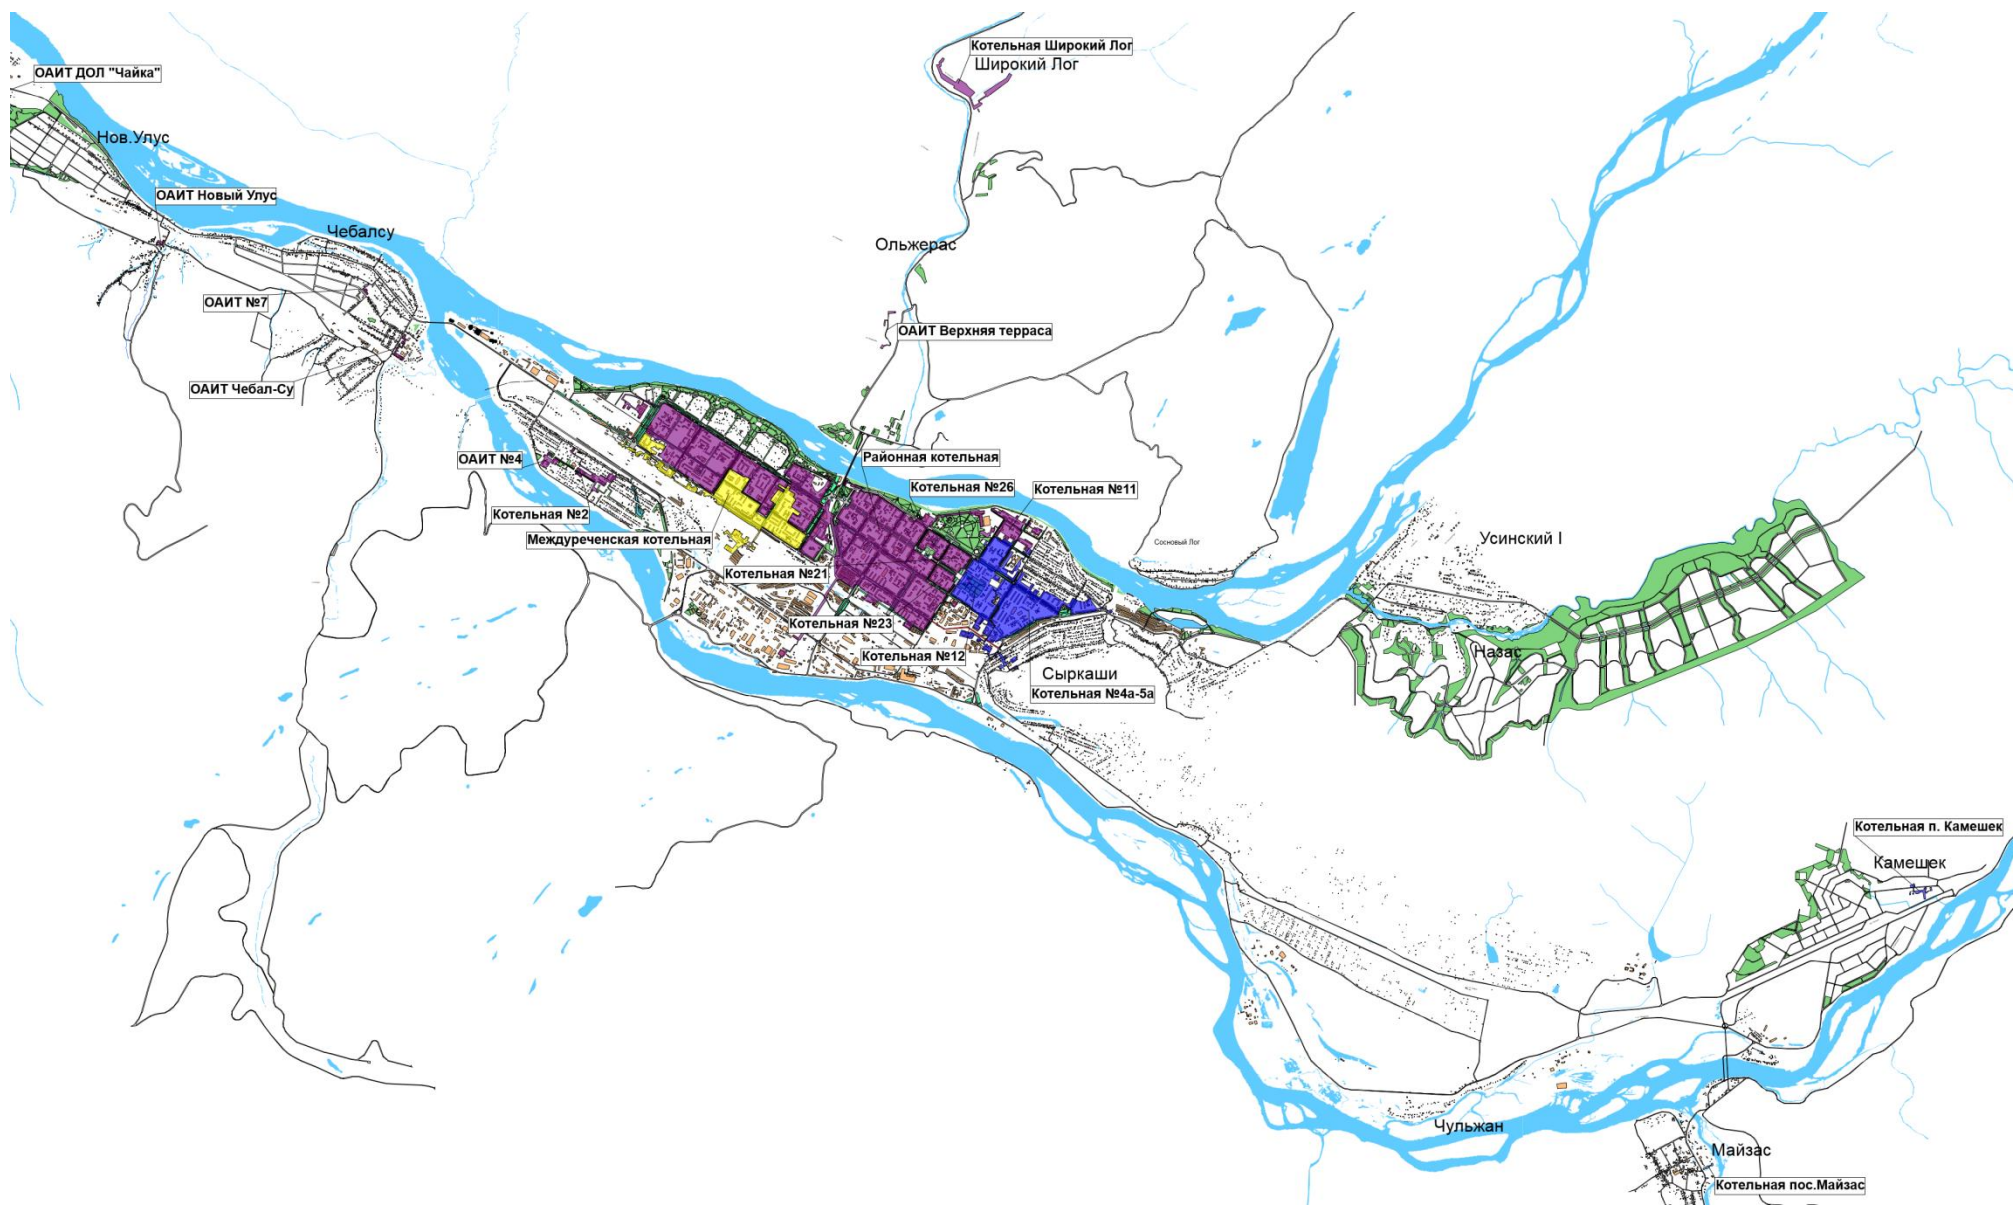 Котельная Широкий Лог
Широкий Лог
ОАИТ ДОЛ "Чайка"
Нов.Улус
ОАИТ Новый Улус
Чебалсу
Ольжерас
ОАИТ №7
ОАИТ Верхняя терраса
ОАИТ Чебал-Су
ОАИТ №4
Районная котельная
Котельная №26
Котельная №11
Котельная №2
Междуреченская котельная
Сосновый Лог
Усинский I
Котельная №21
Котельная №23
Назас
Котельная №12
Сыркаши
Котельная №4а-5а
Котельная п. Камешек
Камешек
Чульжан
Майзас
Котельная пос.Майзас